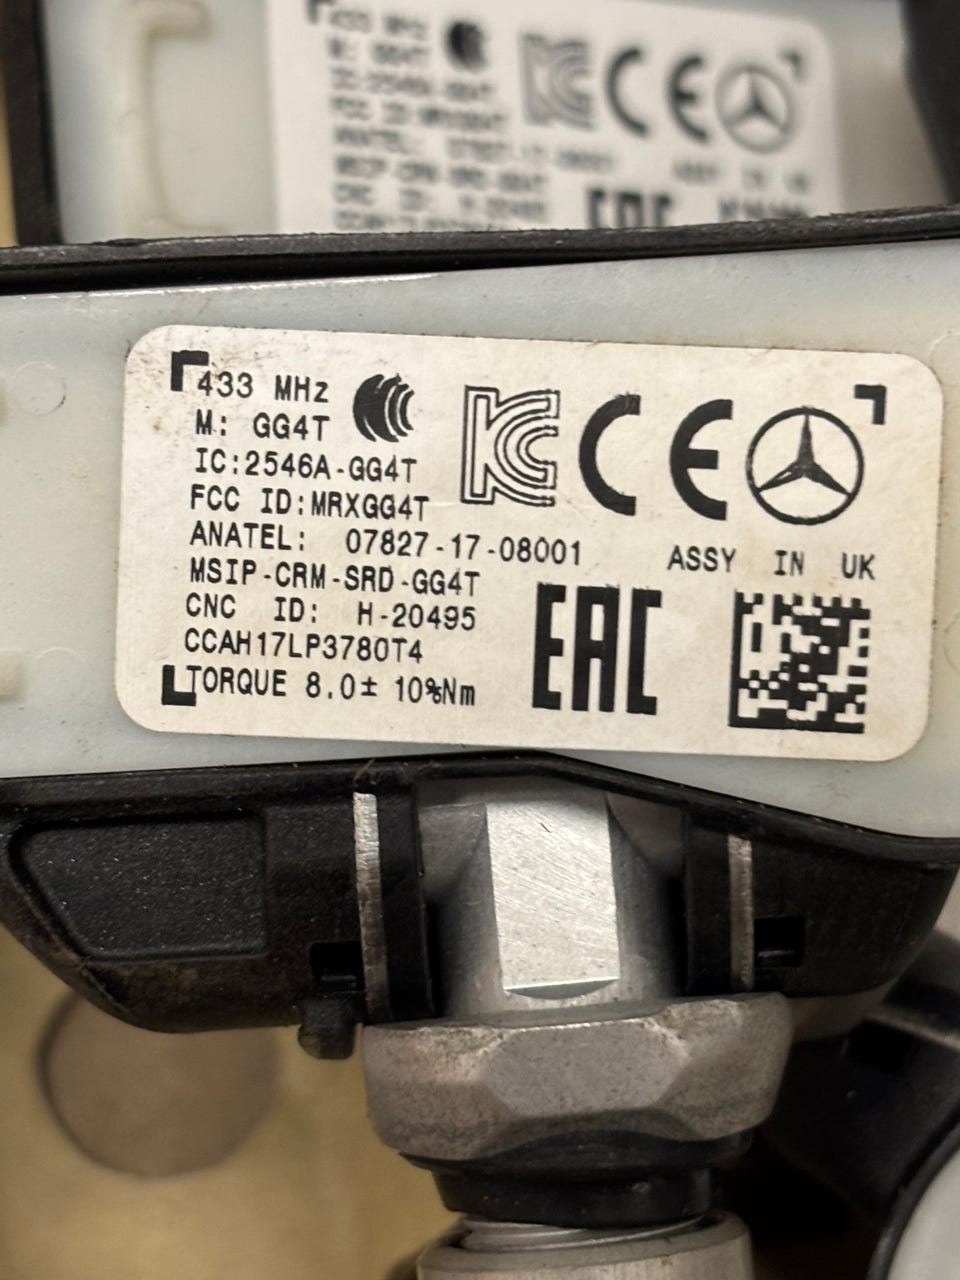 433 MHz
M: GG4T
IC:2546A-GG4T
FCC ID:MRXGG4T
ANATEL: 07827-17-08001
MSIP-CRM-SRD-GG4T
CNC ID: H-20495
CCAH17LP3780T4
TORQUE 8.0± 10%Nm
KC CE
ASSY IN UK
EAC